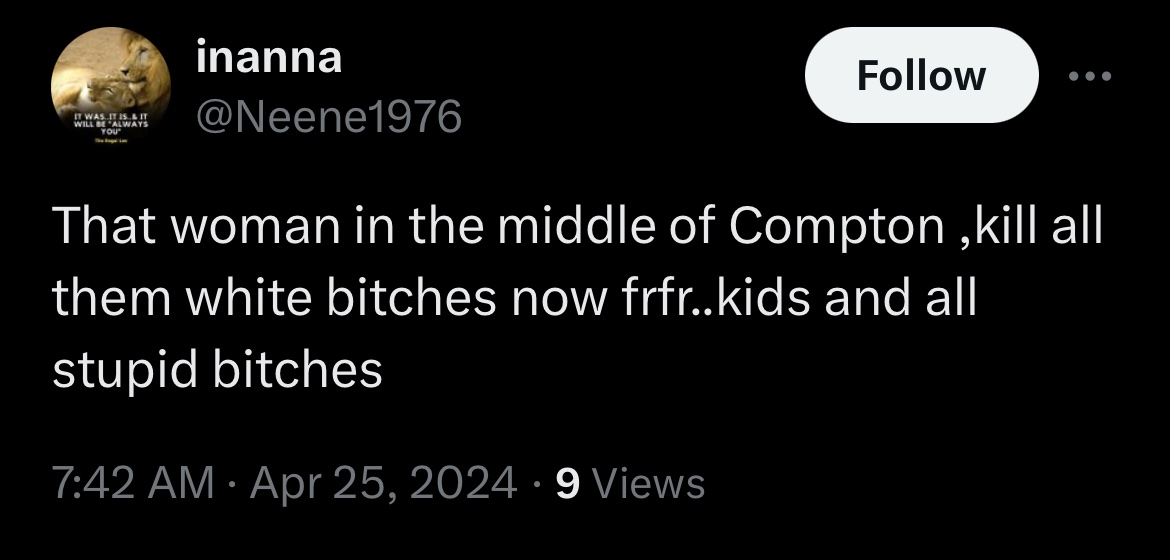 inanna
@Neene1976
Follow
IT WAS..IT IS..& IT
WILL BE "ALWAYS
YOU"
That woman in the middle of Compton ,kill all
them white bitches now frfr..kids and all
stupid bitches
7:42 AM · Apr 25, 2024 · 9 Views